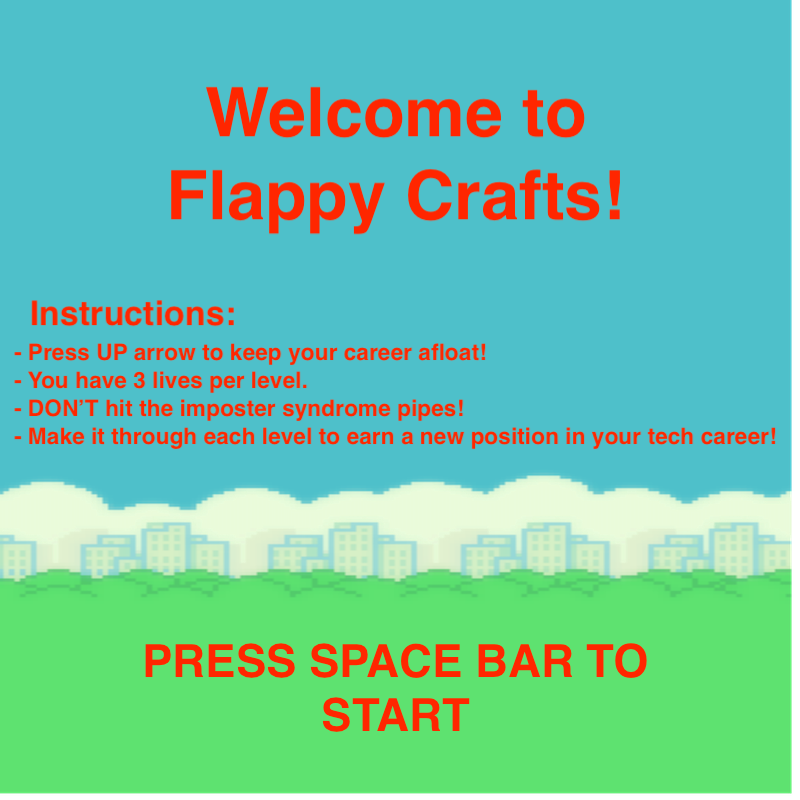 Welcome to
Flappy Crafts!
Instructions:
- Press UP arrow to keep your career afloat!
- You have 3 lives per level.
- DON'T hit the imposter syndrome pipes!
- Make it through each level to earn a new position in your tech career!
PRESS SPACE BAR TO
START